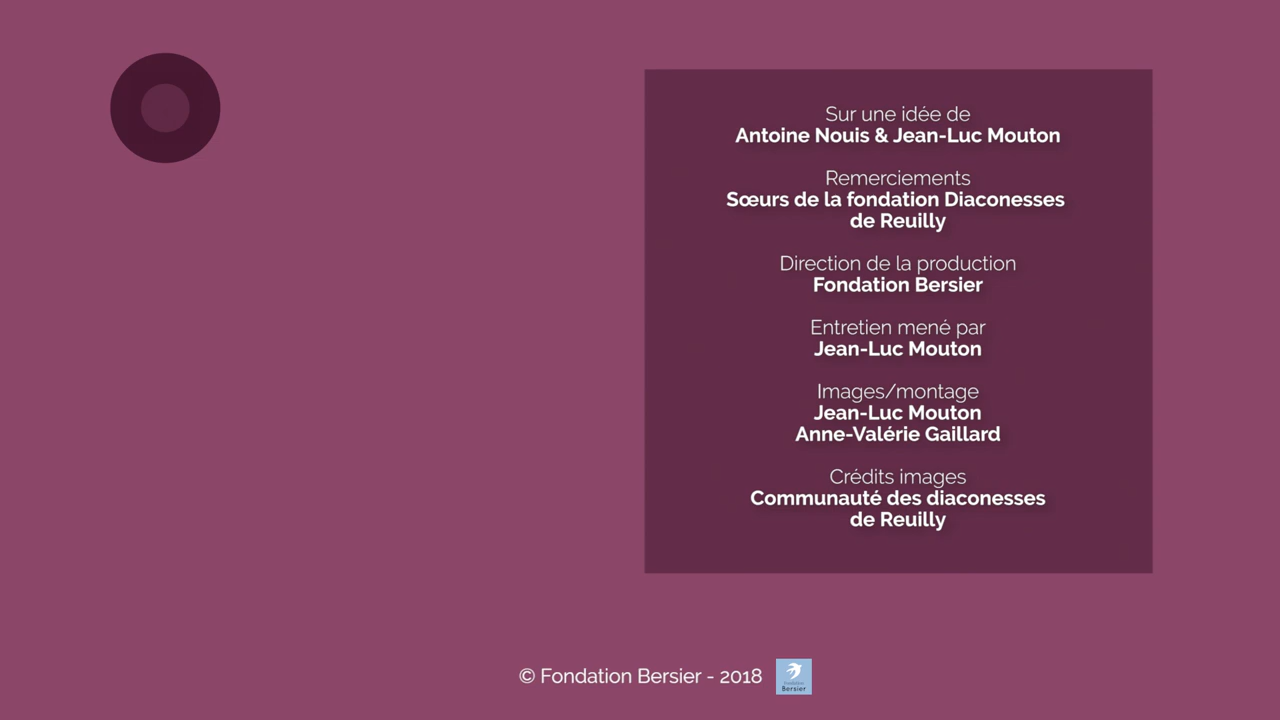 Sur une idée de
Antoine Nouis & Jean-Luc Mouton
Remerciements
Sœurs de la fondation Diaconesses
de Reuilly
Direction de la production
Fondation Bersier
Entretien mené par
Jean-Luc Mouton
Images/montage
Jean-Luc Mouton
Anne-Valérie Gaillard
Crédits images
Communauté des diaconesses
de Reuilly
© Fondation Bersier - 2018
Fondation
Bersier